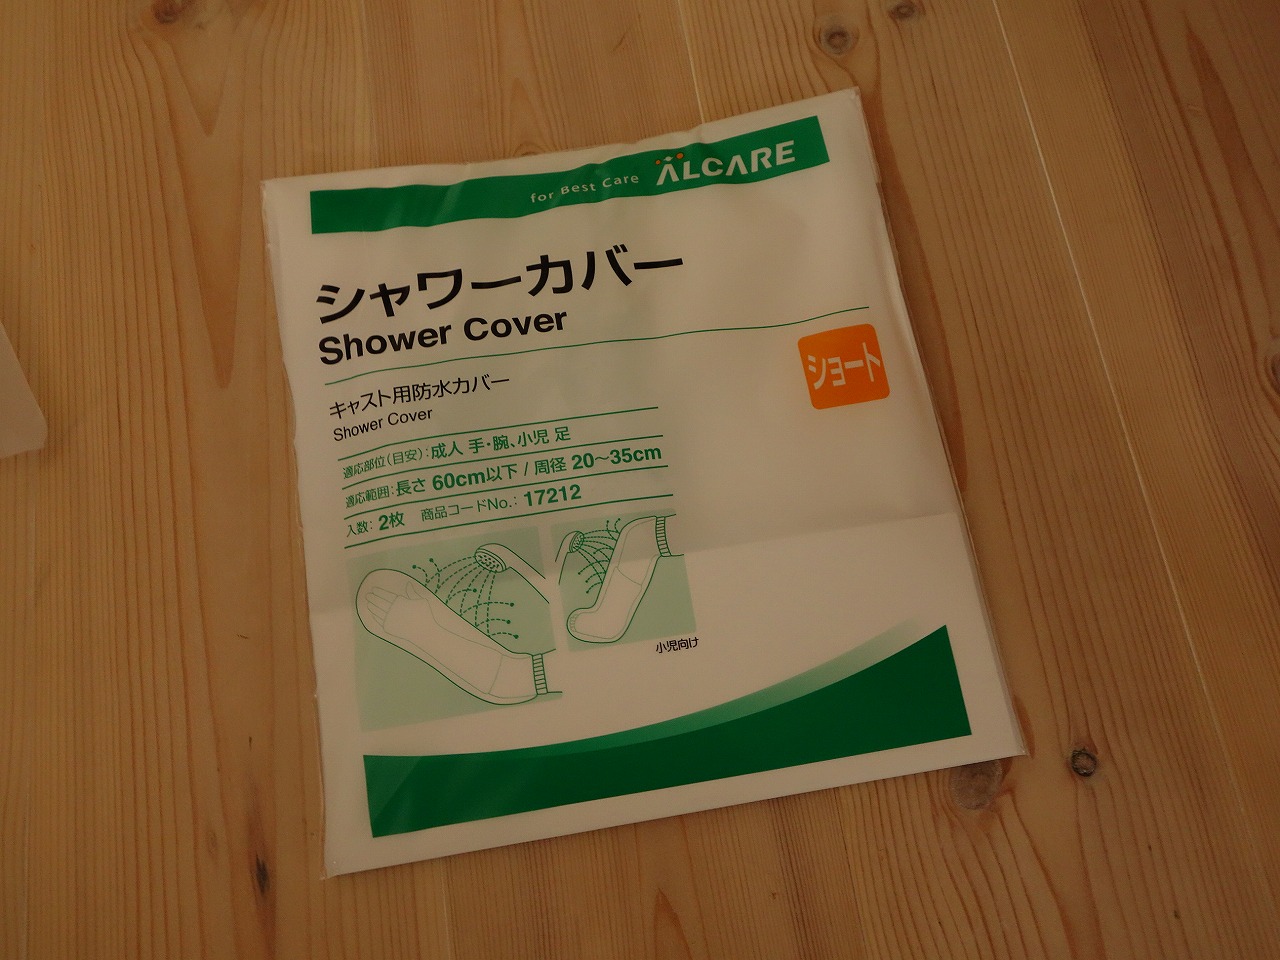 for Best Care ALCARE
シャワーカバー
Shower Cover
ショート
キャスト用防水カバー
Shower Cover
適応部位(目安):成人 手・腕、小児 足
適応範囲:長さ 60cm以下 / 周径 20〜35cm
入数: 2枚 商品コードNo.: 17212
小児向け